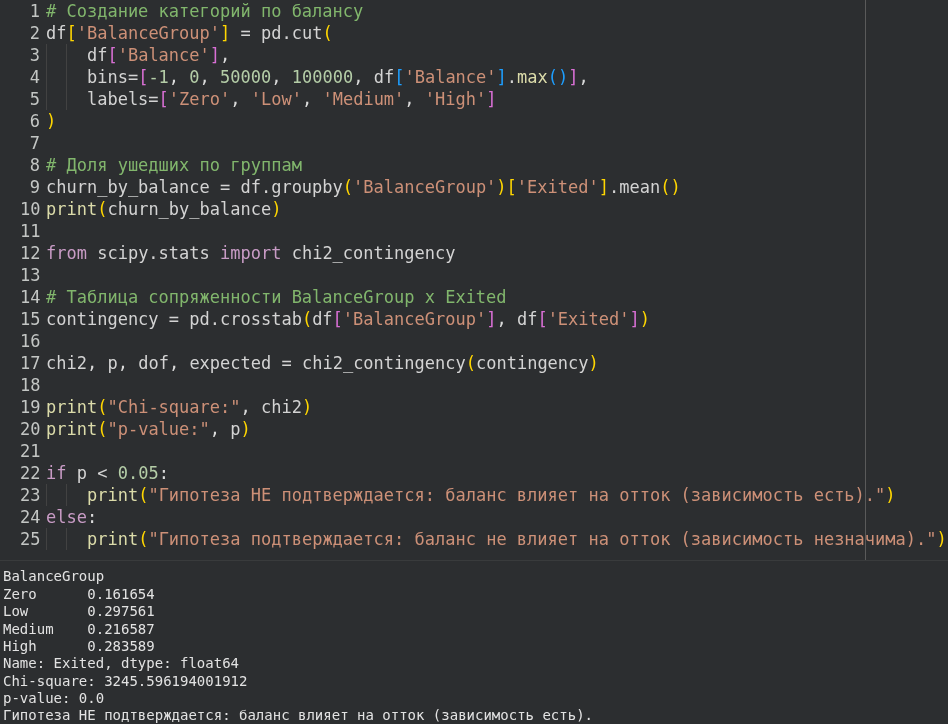 1 # Создание категорий по балансу
2 df['BalanceGroup'] = pd.cut(
3     df['Balance'],
4     bins=[-1, 0, 50000, 100000, df['Balance'].max()],
5     labels=['Zero', 'Low', 'Medium', 'High']
6 )
7
8 # Доля ушедших по группам
9 churn_by_balance = df.groupby('BalanceGroup')['Exited'].mean()
10 print(churn_by_balance)
11
12 from scipy.stats import chi2_contingency
13
14 # Таблица сопряженности BalanceGroup x Exited
15 contingency = pd.crosstab(df['BalanceGroup'], df['Exited'])
16
17 chi2, p, dof, expected = chi2_contingency(contingency)
18
19 print("Chi-square:", chi2)
20 print("p-value:", p)
21
22 if p < 0.05:
23     print("Гипотеза НЕ подтверждается: баланс влияет на отток (зависимость есть).")
24 else:
25     print("Гипотеза подтверждается: баланс не влияет на отток (зависимость незначима).")
BalanceGroup
Zero      0.161654
Low       0.297561
Medium    0.216587
High      0.283589
Name: Exited, dtype: float64
Chi-square: 3245.596194001912
p-value: 0.0
Гипотеза НЕ подтверждается: баланс влияет на отток (зависимость есть).